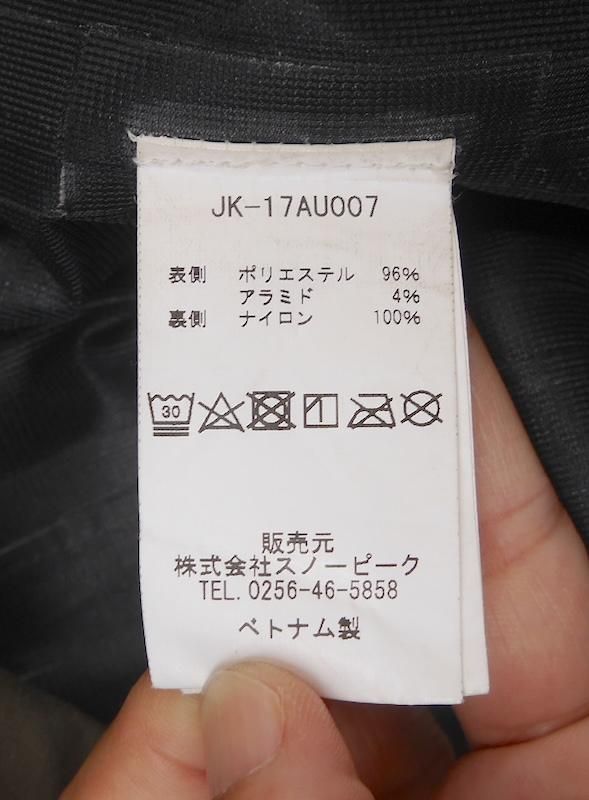 JK-17AU007
表側 ポリエステル 96%
アラミド 4%
裏側 ナイロン 100%
30
販売元
株式会社スノーピーク
TEL. 0256-46-5858
ベトナム製